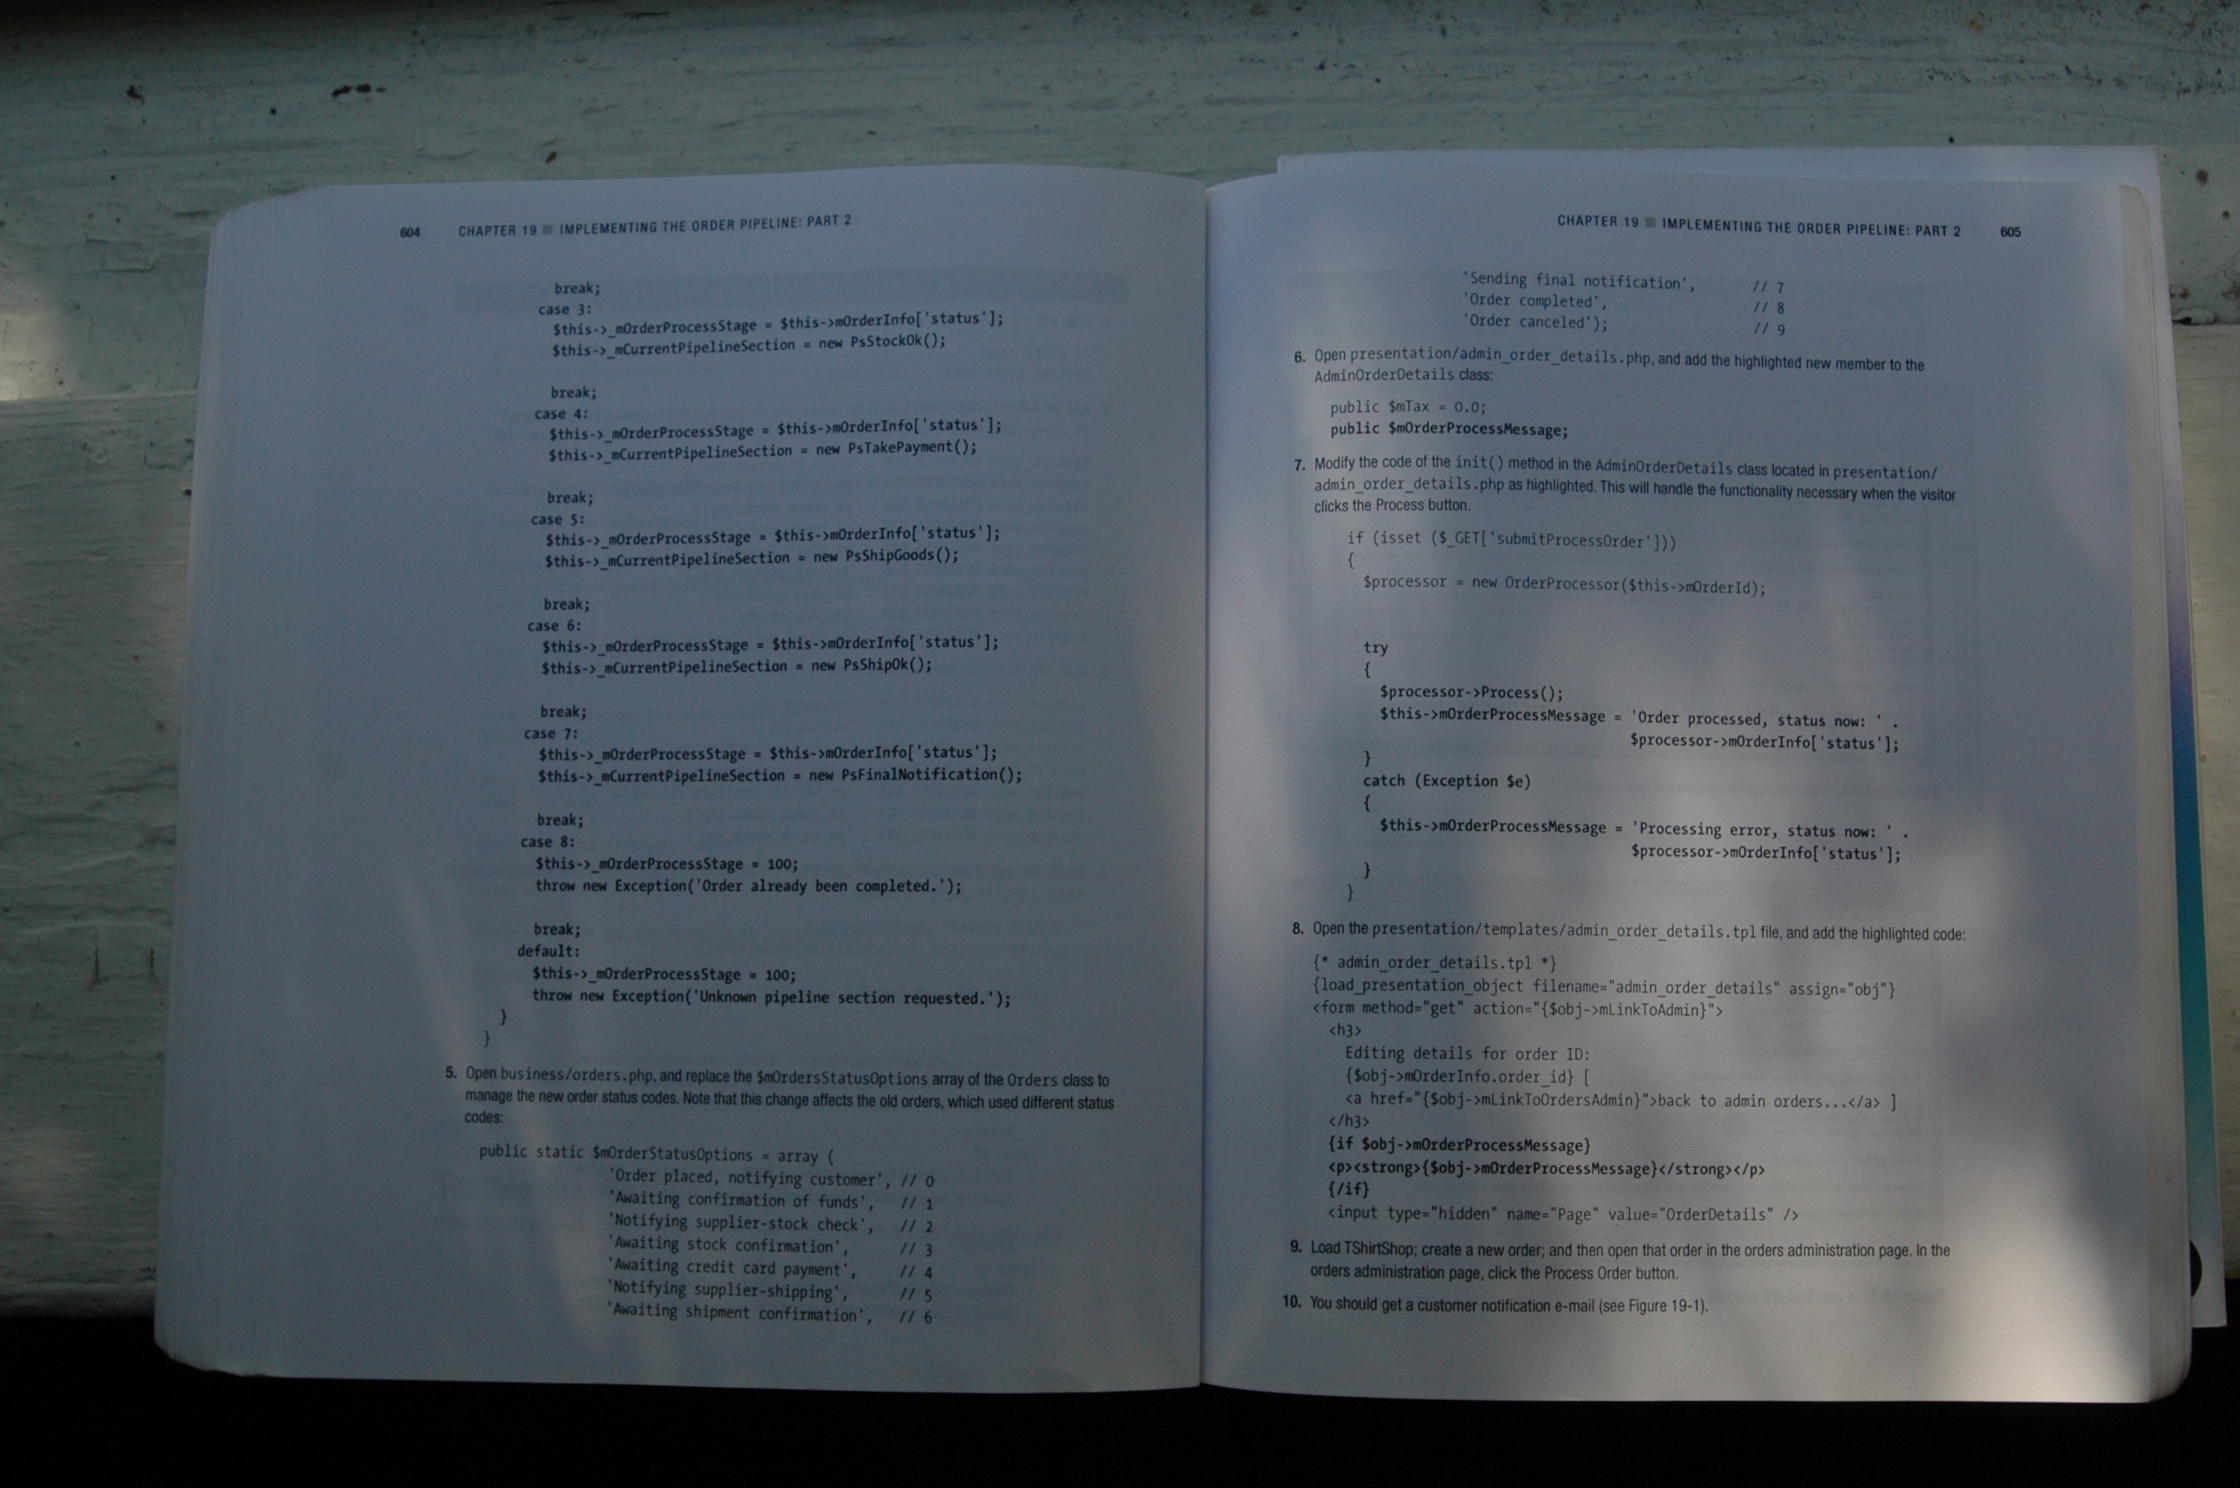 604 CHAPTER 19 ■ IMPLEMENTING THE ORDER PIPELINE: PART 2
break;
case 3:
$this->_mOrderProcessStage = $this->mOrderInfo['status'];
$this->_mCurrentPipelineSection = new PsStockOk();
break;
case 4:
$this->_mOrderProcessStage = $this->mOrderInfo['status'];
$this->_mCurrentPipelineSection = new PsTakePayment();
break;
case 5:
$this->_mOrderProcessStage = $this->mOrderInfo['status'];
$this->_mCurrentPipelineSection = new PsShipGoods();
break;
case 6:
$this->_mOrderProcessStage = $this->mOrderInfo['status'];
$this->_mCurrentPipelineSection = new PsShipOk();
break;
case 7:
$this->_mOrderProcessStage = $this->mOrderInfo['status'];
$this->_mCurrentPipelineSection = new PsFinalNotification();
break;
case 8:
$this->_mOrderProcessStage = 100;
throw new Exception('Order already been completed.');
break;
default:
$this->_mOrderProcessStage = 100;
throw new Exception('Unknown pipeline section requested.');
}
}
5. Open business/orders.php, and replace the $mOrdersStatusOptions array of the Orders class to
manage the new order status codes. Note that this change affects the old orders, which used different status
codes:
public static $mOrderStatusOptions = array (
'Order placed, notifying customer', // 0
'Awaiting confirmation of funds', // 1
'Notifying supplier-stock check', // 2
'Awaiting stock confirmation', // 3
'Awaiting credit card payment', // 4
'Notifying supplier-shipping', // 5
'Awaiting shipment confirmation', // 6
CHAPTER 19 ■ IMPLEMENTING THE ORDER PIPELINE: PART 2 605
'Sending final notification', // 7
'Order completed', // 8
'Order canceled'); // 9
6. Open presentation/admin_order_details.php, and add the highlighted new member to the
AdminOrderDetails class:
public $mTax = 0.0;
public $mOrderProcessMessage;
7. Modify the code of the init() method in the AdminOrderDetails class located in presentation/
admin_order_details.php as highlighted. This will handle the functionality necessary when the visitor
clicks the Process button.
if (isset ($_GET['submitProcessOrder']))
{
$processor = new OrderProcessor($this->mOrderId);
try
{
$processor->Process();
$this->mOrderProcessMessage = 'Order processed, status now: ' .
$processor->mOrderInfo['status'];
}
catch (Exception $e)
{
$this->mOrderProcessMessage = 'Processing error, status now: ' .
$processor->mOrderInfo['status'];
}
}
8. Open the presentation/templates/admin_order_details.tpl file, and add the highlighted code:
{* admin_order_details.tpl *}
{load_presentation_object filename="admin_order_details" assign="obj"}
<form method="get" action="{$obj->mLinkToAdmin}">
<h3>
Editing details for order ID:
{$obj->mOrderInfo.order_id} [
<a href="{$obj->mLinkToOrdersAdmin}">back to admin orders...</a> ]
</h3>
{if $obj->mOrderProcessMessage}
<p><strong>{$obj->mOrderProcessMessage}</strong></p>
{/if}
<input type="hidden" name="Page" value="OrderDetails" />
9. Load TShirtShop; create a new order; and then open that order in the orders administration page. In the
orders administration page, click the Process Order button.
10. You should get a customer notification e-mail (see Figure 19-1).